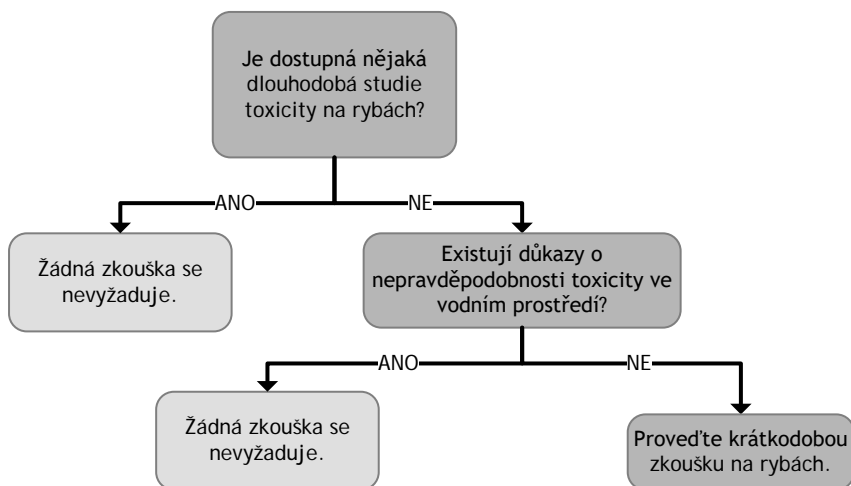 Je dostupná nějaká
dlouhodobá studie
toxicity na rybách?
ANO
NE
Žádná zkouška se
nevyžaduje.
Existují důkazy o
nepravděpodobnosti toxicity ve
vodním prostředí?
ANO
NE
Žádná zkouška se
nevyžaduje.
Proveďte krátkodobou
zkoušku na rybách.